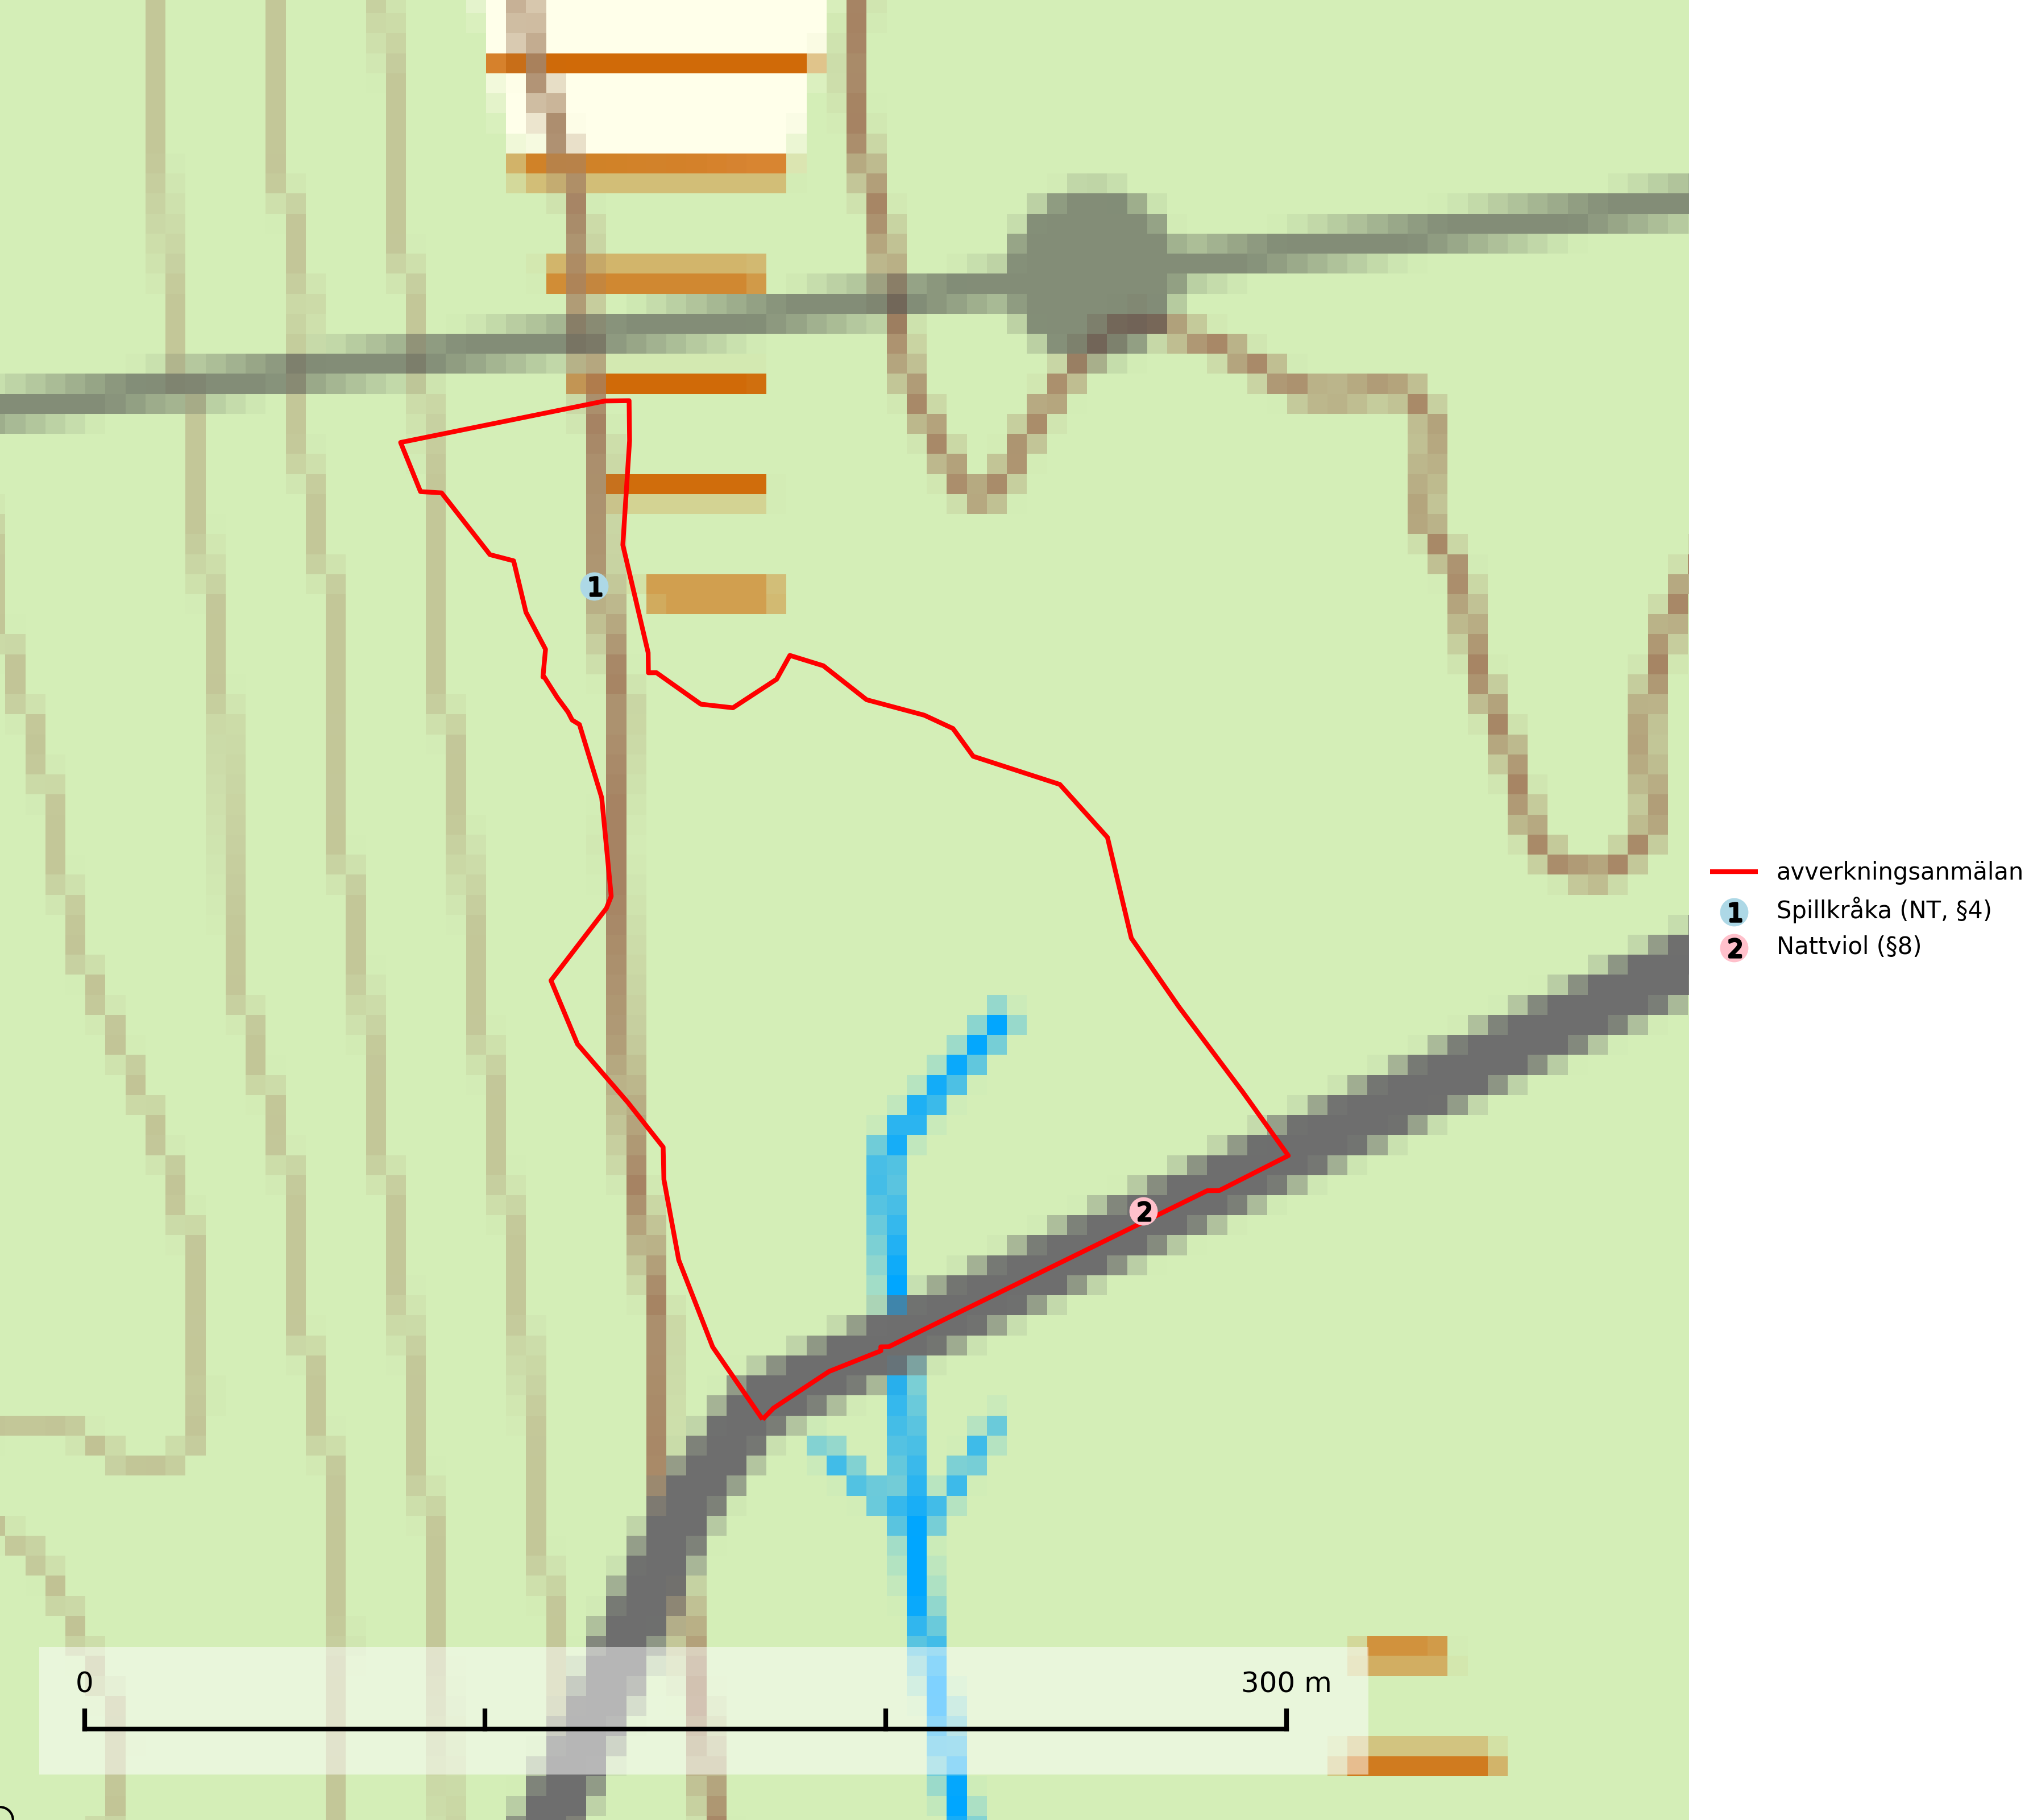 1
avverkningsanmälan
1 Spillkråka (NT, §4)
2 Nattviol (§8)
2
0 300 m